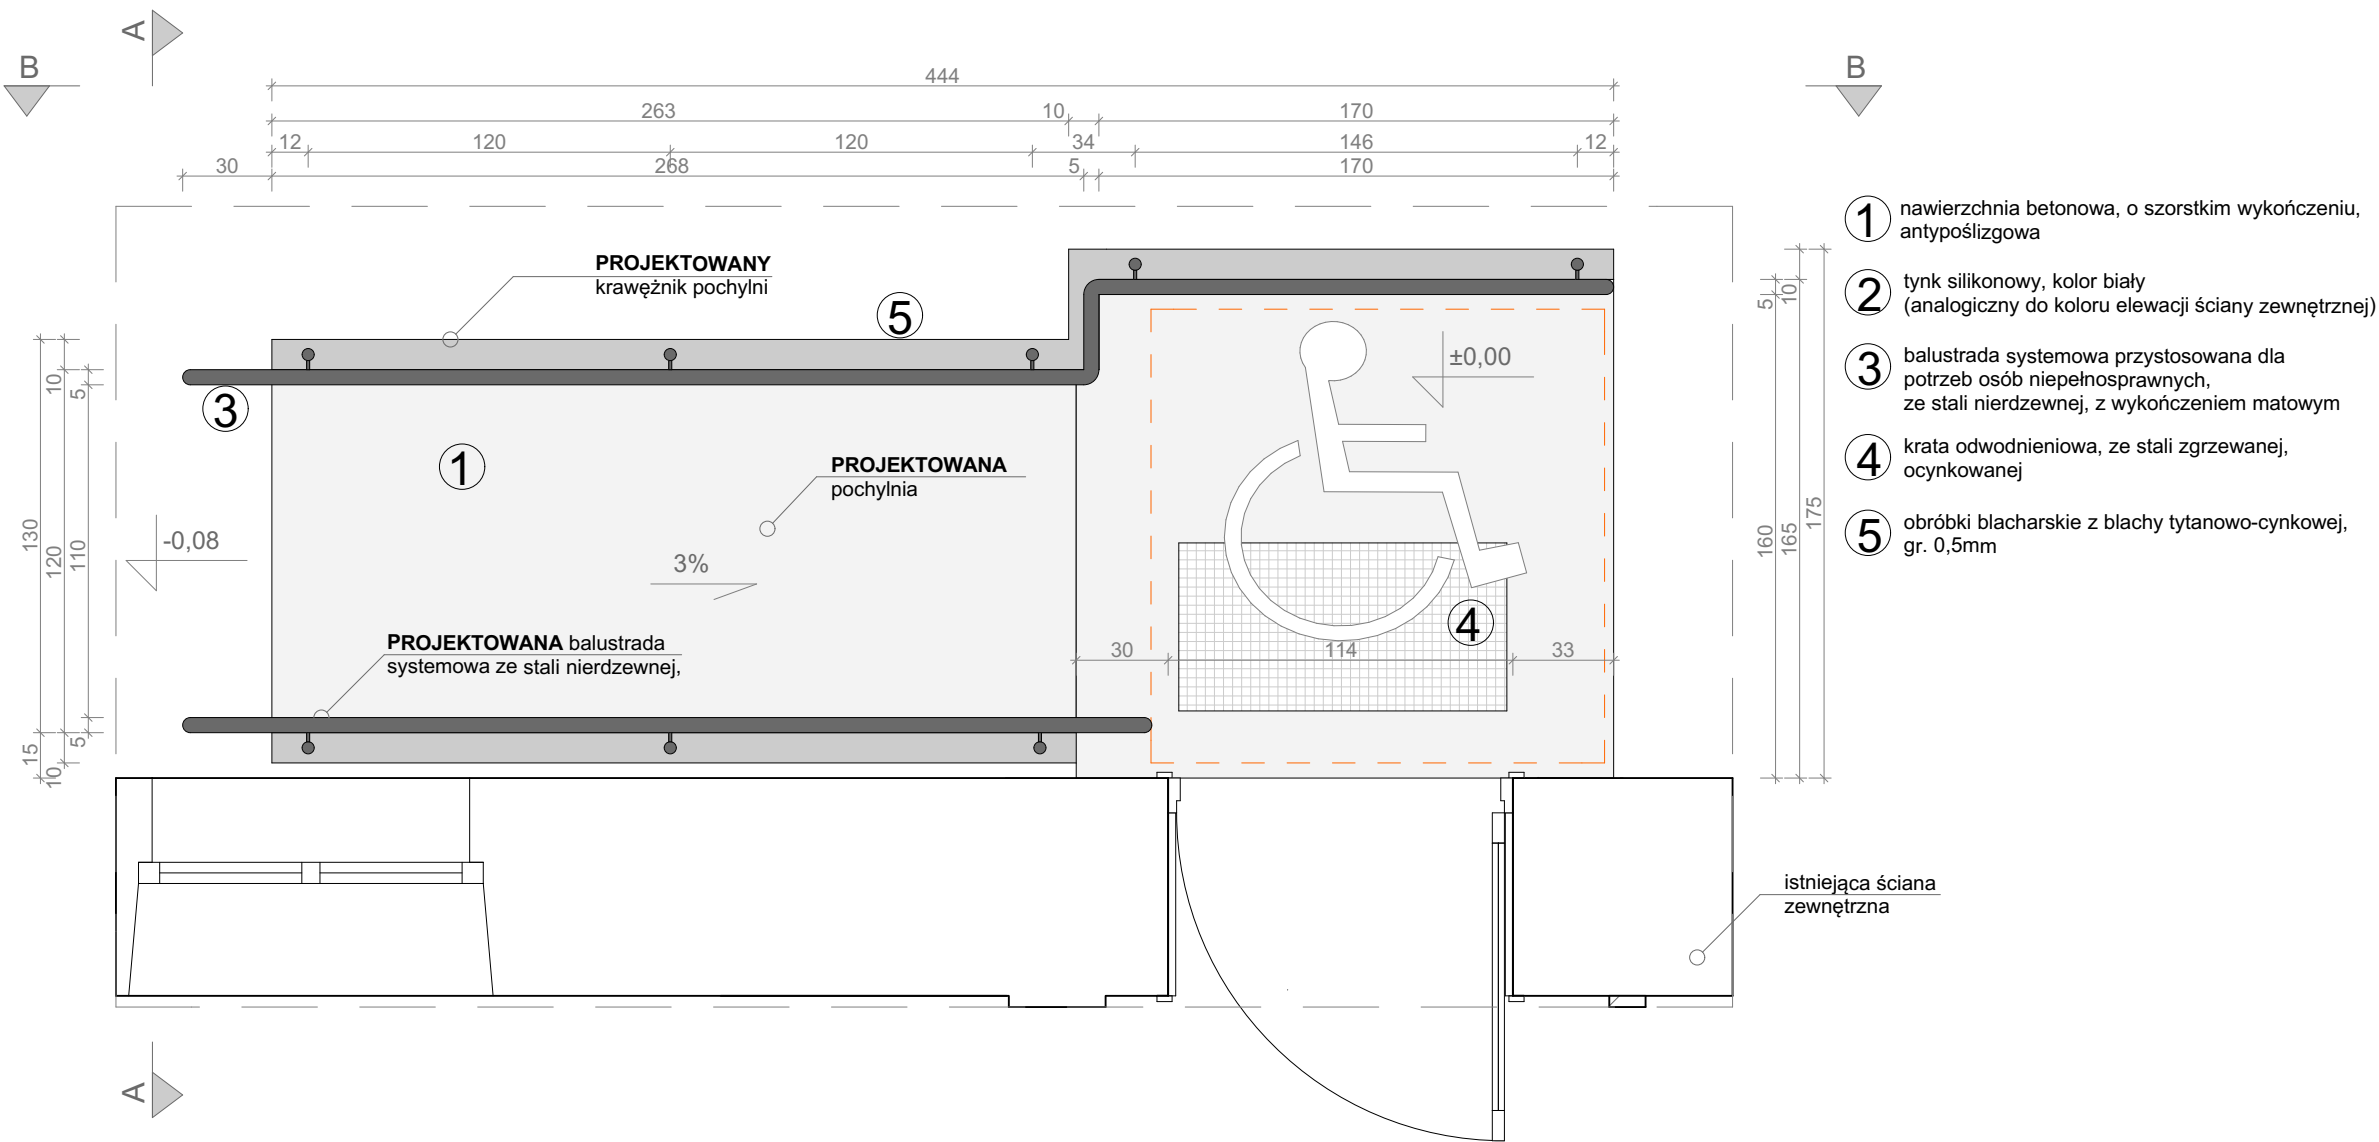 A
B
B
444
263
10
170
12
120
120
34
146
12
30
268
5
170
PROJEKTOWANY
krawężnik pochylni
5
3
1
PROJEKTOWANA
pochylnia
±0,00
-0,08
3%
PROJEKTOWANA balustrada
systemowa ze stali nierdzewnej,
4
30
114
33
130
15
10
120
10
5
110
5
5
160
10
165
175
1 nawierzchnia betonowa, o szorstkim wykończeniu,
antypoślizgowa
2 tynk silikonowy, kolor biały
(analogiczny do koloru elewacji ściany zewnętrznej)
3 balustrada systemowa przystosowana dla
potrzeb osób niepełnosprawnych,
ze stali nierdzewnej, z wykończeniem matowym
4 krata odwodnieniowa, ze stali zgrzewanej,
ocynkowanej
5 obróbki blacharskie z blachy tytanowo-cynkowej,
gr. 0,5mm
istniejąca ściana
zewnętrzna
A